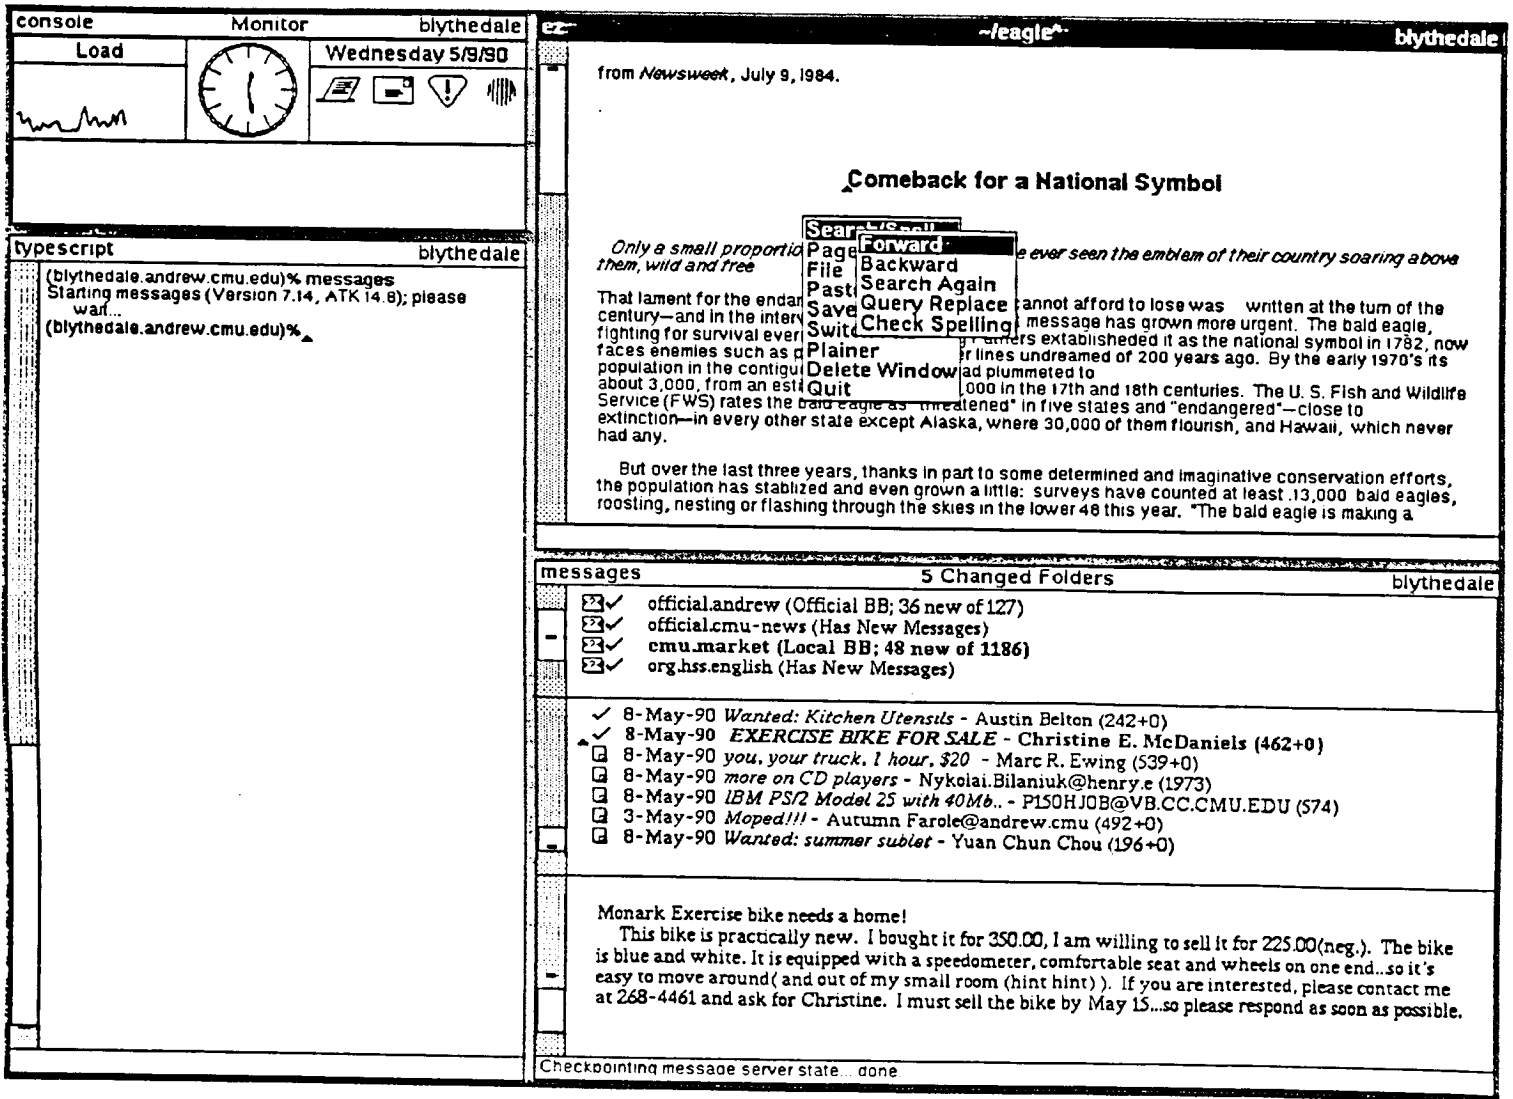 console Monitor blythedale
Load
Wednesday 5/9/90
typescript blythedale
(blythedale.andrew.cmu.edu)% messages
Starting messages (Version 7.14, ATK 14.8); please
wait...
(blythedale.andrew.cmu.edu)%
ez ~/eagle blythedale
from Newsweek, July 9, 1984.
Comeback for a National Symbol
Search/Spell
Page
File
Save
Plainer
Delete Window
Quit
Forward
Backward
Search Again
Query Replace
Check Spelling
Only a small e ever seen the emblem of their country soaring above
them, wild and free
That lament for the cannot afford to lose was written at the turn of the
century—and in the message has grown more urgent. The bald eagle,
fighting for survival extablisheded it as the national symbol in 1782, now
faces enemies such as lines undreamed of 200 years ago. By the early 1970's its
population in the ad plummeted to
about 3,000, from an ,000 in the 17th and 18th centuries. The U. S. Fish and Wildlife
Service (FWS) rates the bald eagle as "threatened" in five states and "endangered"—close to
extinction—in every other state except Alaska, where 30,000 of them flourish, and Hawaii, which never
had any.
But over the last three years, thanks in part to some determined and imaginative conservation efforts,
the population has stablized and even grown a little: surveys have counted at least 13,000 bald eagles,
roosting, nesting or flashing through the skies in the lower 48 this year. "The bald eagle is making a
messages 5 Changed Folders blythedale
official.andrew (Official BB; 36 new of 127)
official.cmu-news (Has New Messages)
cmu.market (Local BB; 48 new of 1186)
org.hss.english (Has New Messages)
8-May-90 Wanted: Kitchen Utensils - Austin Belton (242+0)
8-May-90 EXERCISE BIKE FOR SALE - Christine E. McDaniels (462+0)
8-May-90 you, your truck, 1 hour, $20 - Marc R. Ewing (539+0)
8-May-90 more on CD players - Nykolai.Bilaniuk@henry.e (1973)
8-May-90 IBM PS/2 Model 25 with 40Mb.. - P150HJ0B@VB.CC.CMU.EDU (574)
3-May-90 Moped!!! - Autumn Farole@andrew.cmu (492+0)
8-May-90 Wanted: summer sublet - Yuan Chun Chou (196+0)
Monark Exercise bike needs a home!
This bike is practically new. I bought it for 350.00, I am willing to sell it for 225.00(neg.). The bike
is blue and white. It is equipped with a speedometer, comfortable seat and wheels on one end...so it's
easy to move around( and out of my small room (hint hint) ). If you are interested, please contact me
at 268-4461 and ask for Christine. I must sell the bike by May 15...so please respond as soon as possible.
Checkpointing message server state... done